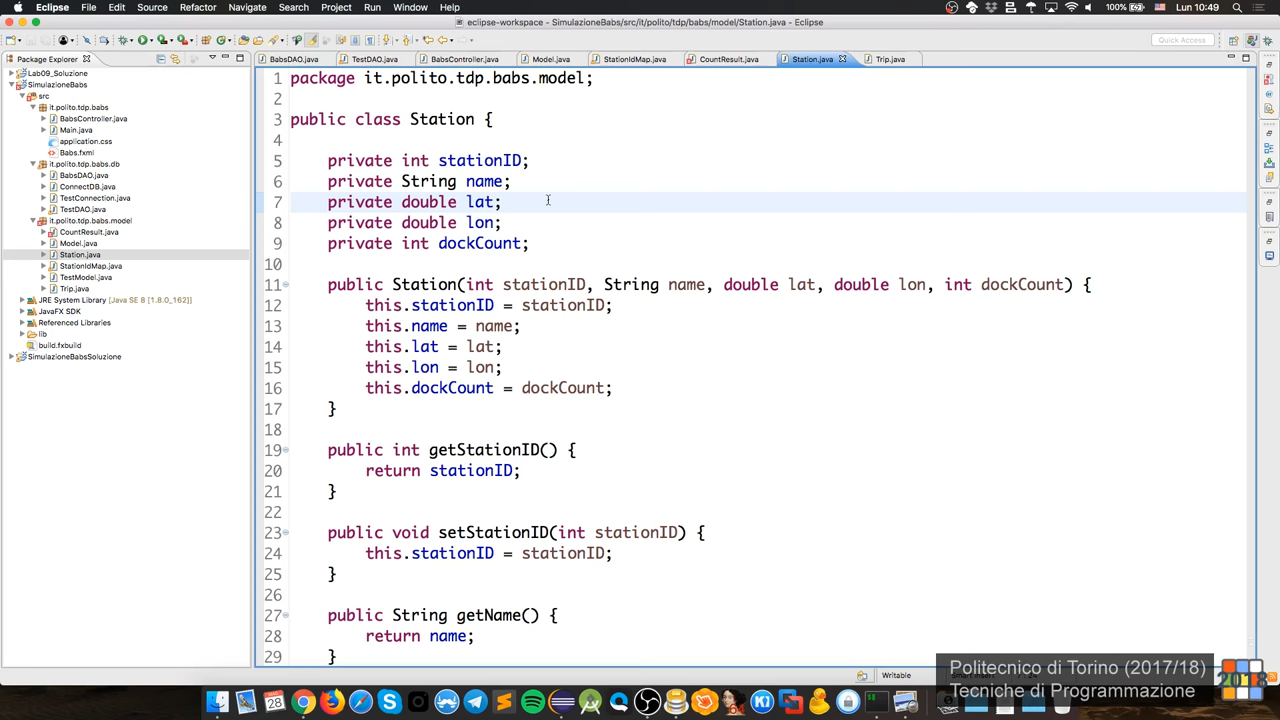 Eclipse File Edit Source Refactor Navigate Search Project Run Window Help 100% Lun 10:49
eclipse-workspace - SimulazioneBabs/src/it/polito/tdp/babs/model/Station.java - Eclipse
Quick Access
Package Explorer
BabsDAO.java TestDAO.java BabsController.java Model.java StationIdMap.java CountResult.java Station.java Trip.java
Lab09_Soluzione
SimulazioneBabs
src
it.polito.tdp.babs
BabsController.java
Main.java
application.css
Babs.fxml
it.polito.tdp.babs.db
BabsDAO.java
ConnectDB.java
TestConnection.java
TestDAO.java
it.polito.tdp.babs.model
CountResult.java
Model.java
Station.java
StationIdMap.java
TestModel.java
Trip.java
JRE System Library [Java SE 8 [1.8.0_162]]
JavaFX SDK
Referenced Libraries
lib
build.fxbuild
SimulazioneBabsSoluzione
1 package it.polito.tdp.babs.model;
2
3 public class Station {
4
5 private int stationID;
6 private String name;
7 private double lat;
8 private double lon;
9 private int dockCount;
10
11 public Station(int stationID, String name, double lat, double lon, int dockCount) {
12 this.stationID = stationID;
13 this.name = name;
14 this.lat = lat;
15 this.lon = lon;
16 this.dockCount = dockCount;
17 }
18
19 public int getStationID() {
20 return stationID;
21 }
22
23 public void setStationID(int stationID) {
24 this.stationID = stationID;
25 }
26
27 public String getName() {
28 return name;
29 }
Writable
Politecnico di Torino (2017/18)
Tecniche di Programmazione
2018